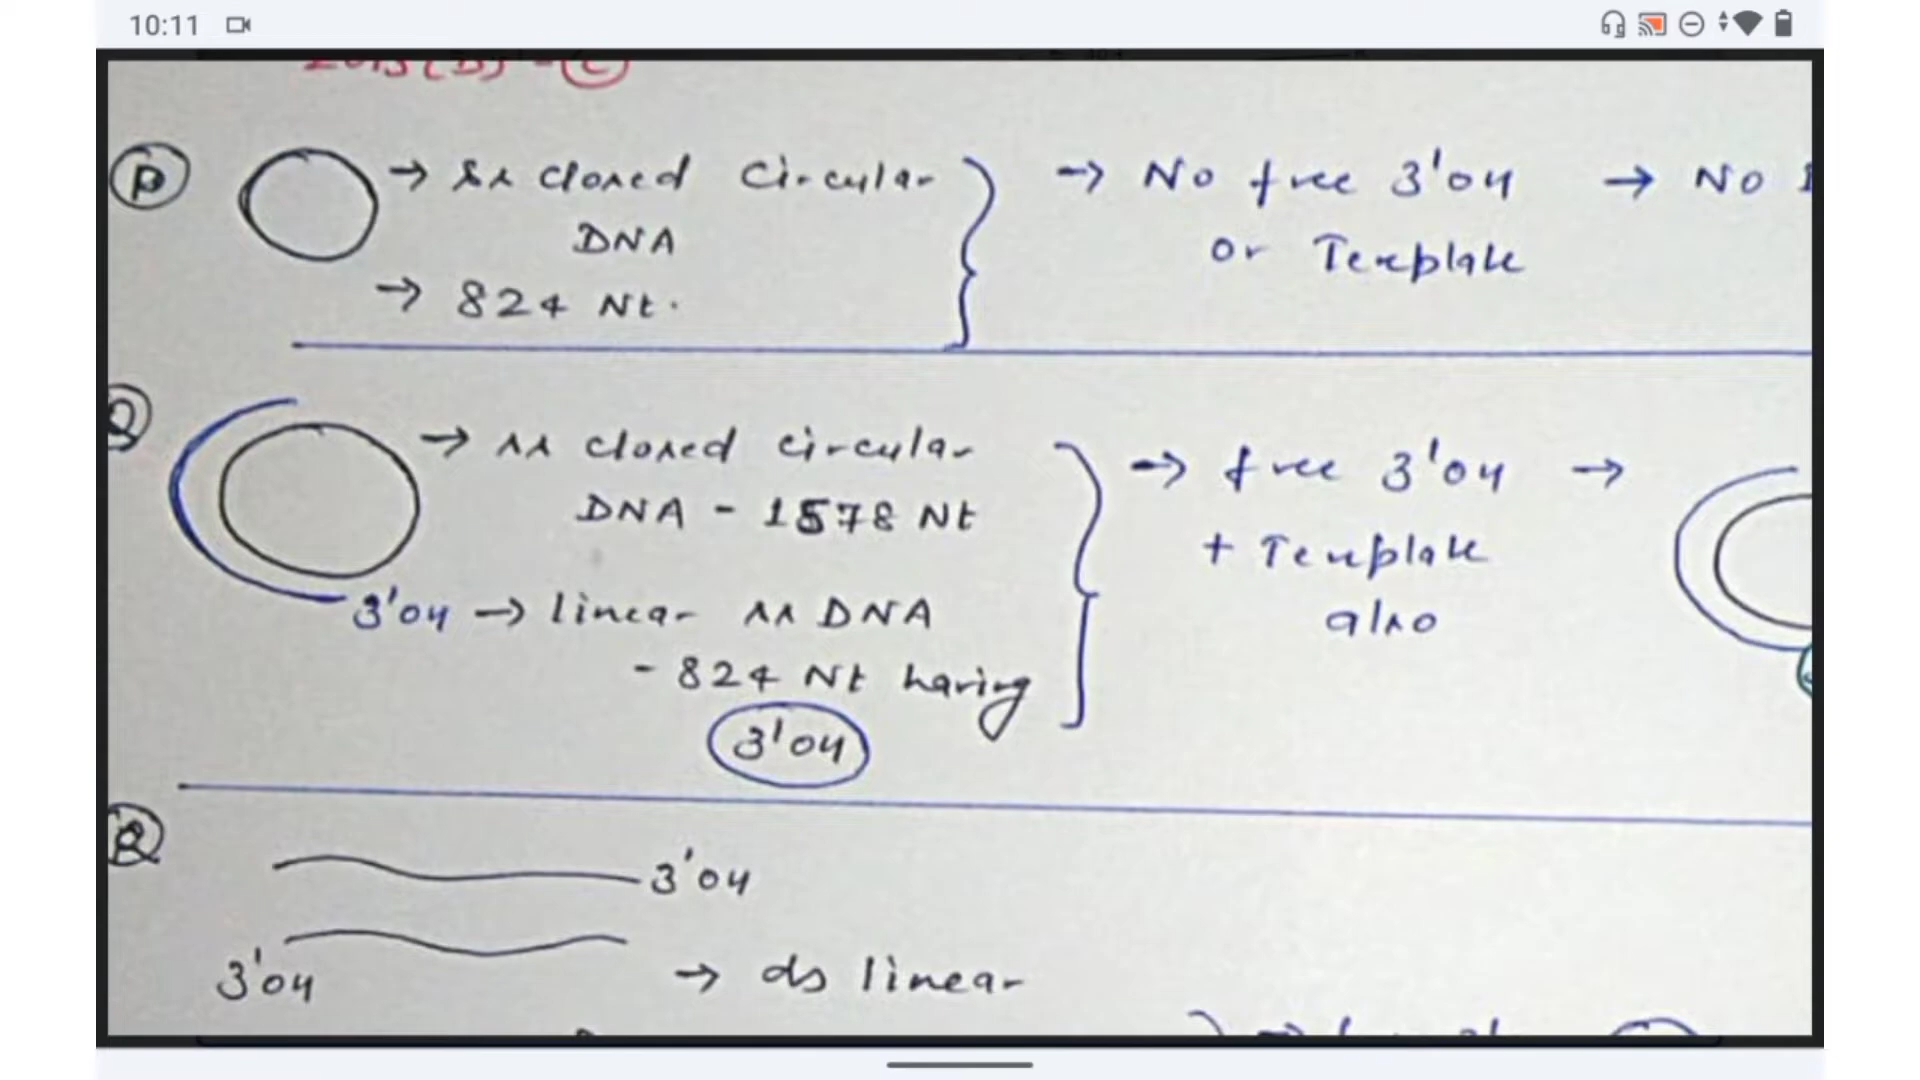 10:11
2013 (B) - (C)
P → ss closed Circular → No free 3'OH → No
DNA or Template
→ 824 Nt.
Q → ss closed circular → free 3'OH →
DNA - 1578 Nt + Template
3'OH → linear ss DNA also
- 824 Nt having
3'OH
R
3'OH
3'OH → ds linear